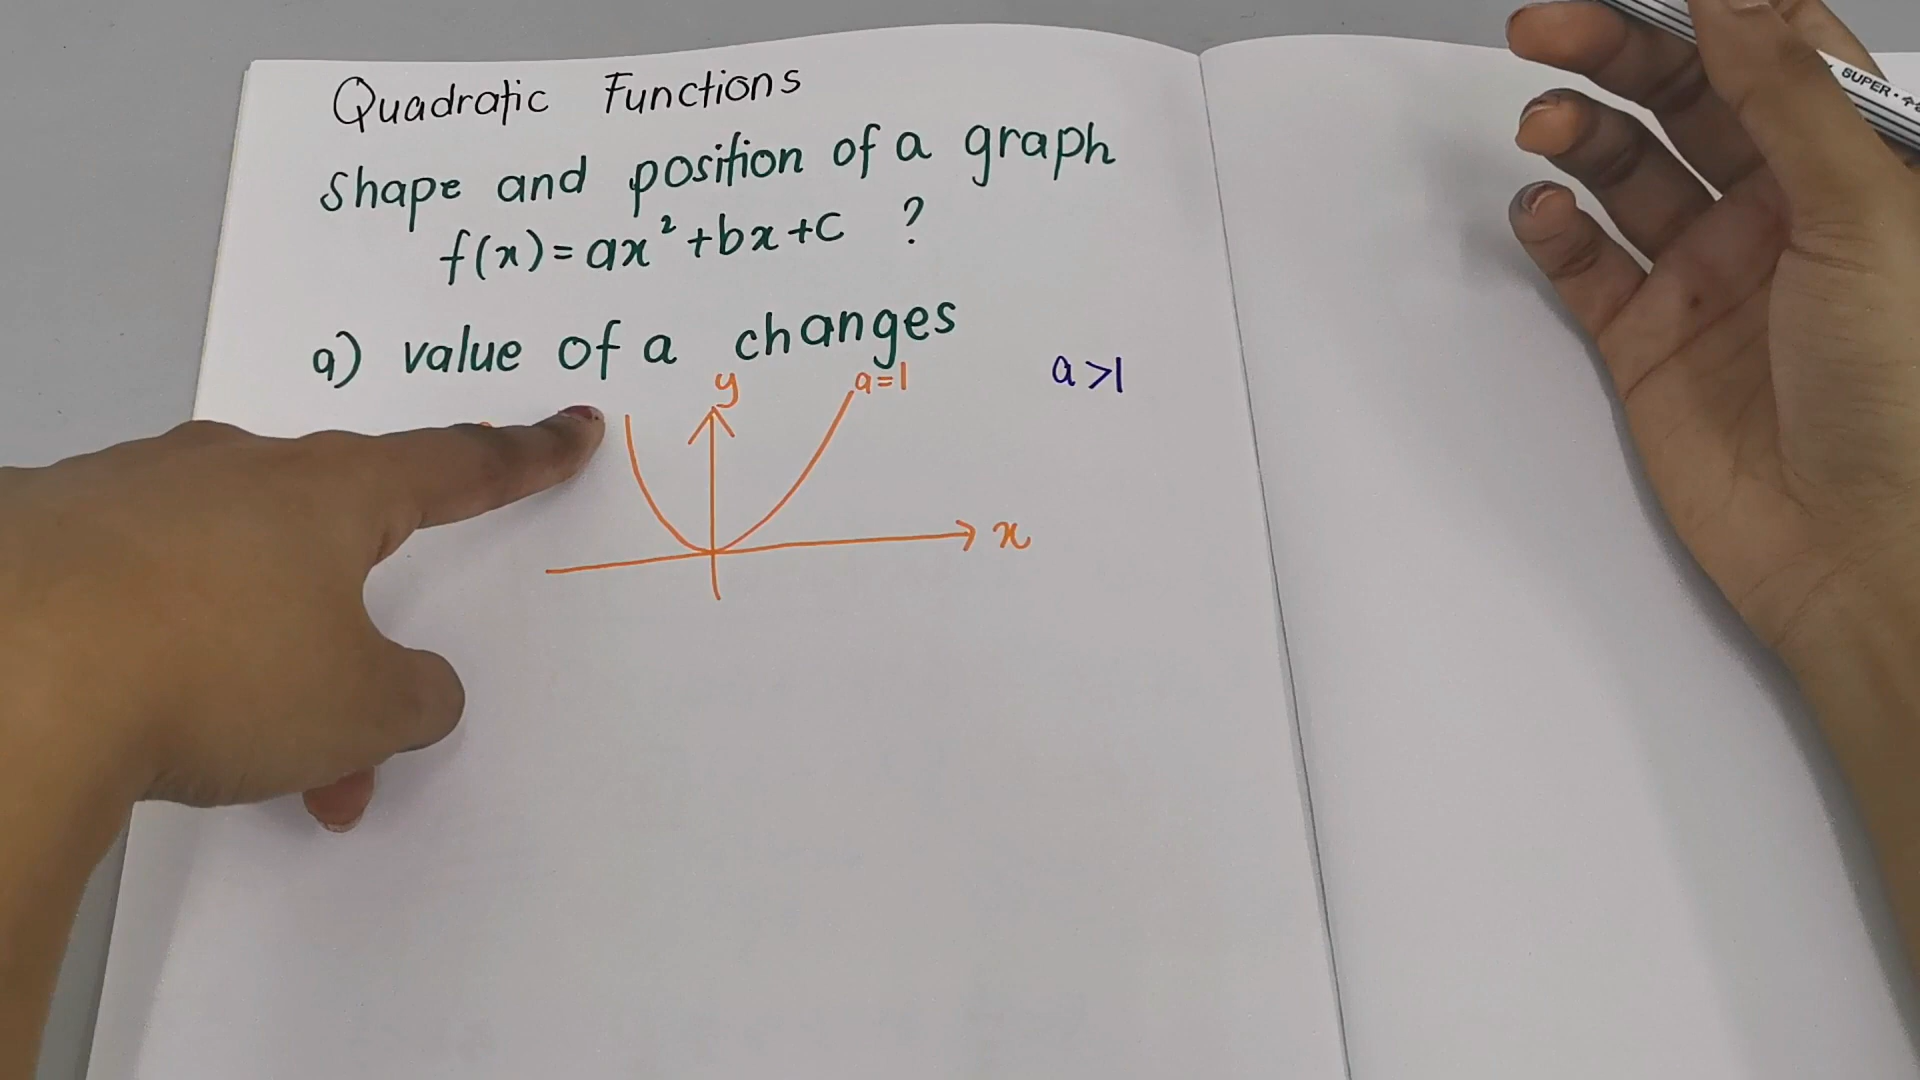 Quadratic Functions
shape and position of a graph
f(x)=ax²+bx+c ?
a) value of a changes
y
a=1
a>1
x
SUPER